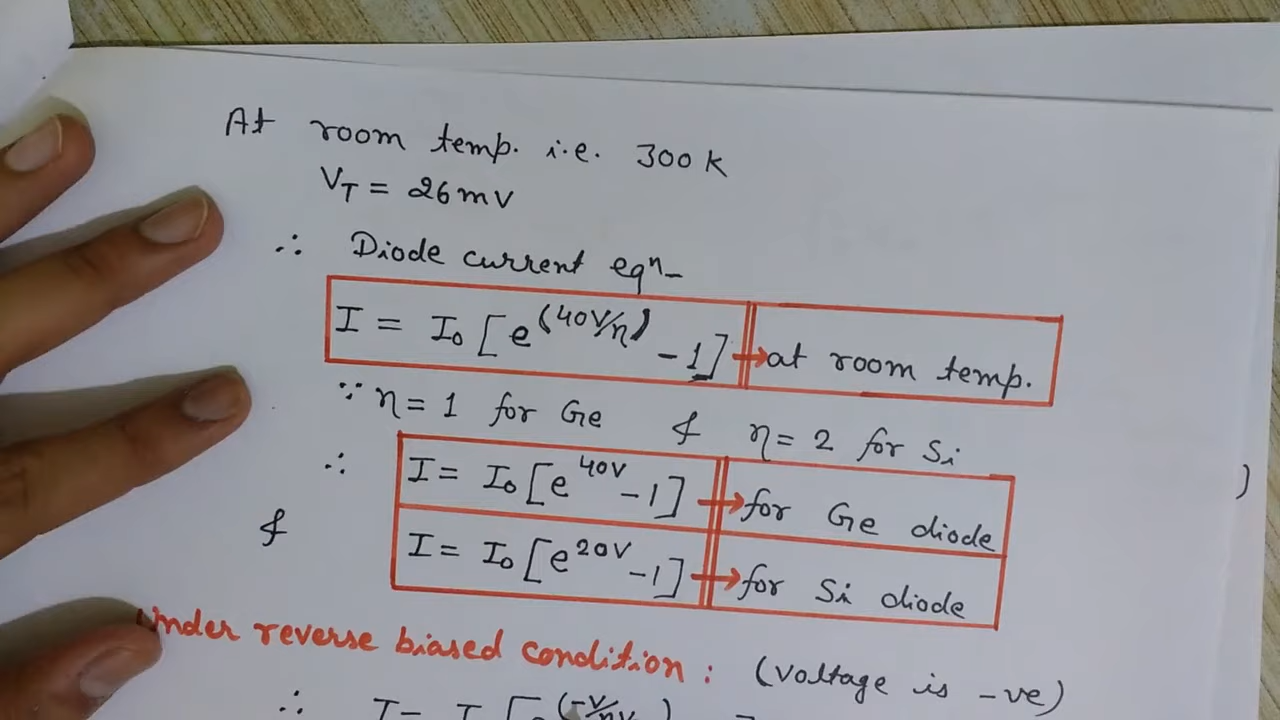 At room temp. i.e. 300 k
V_T = 26 mV
∴ Diode current eqⁿ–
I = I₀ [e^(40V/η) - 1] → at room temp.
∵ η = 1 for Ge & η = 2 for Si
∴ I = I₀ [e^40V - 1] → for Ge diode
& I = I₀ [e^20V - 1] → for Si diode
Under reverse biased condition : (voltage is -ve)
∴ I =